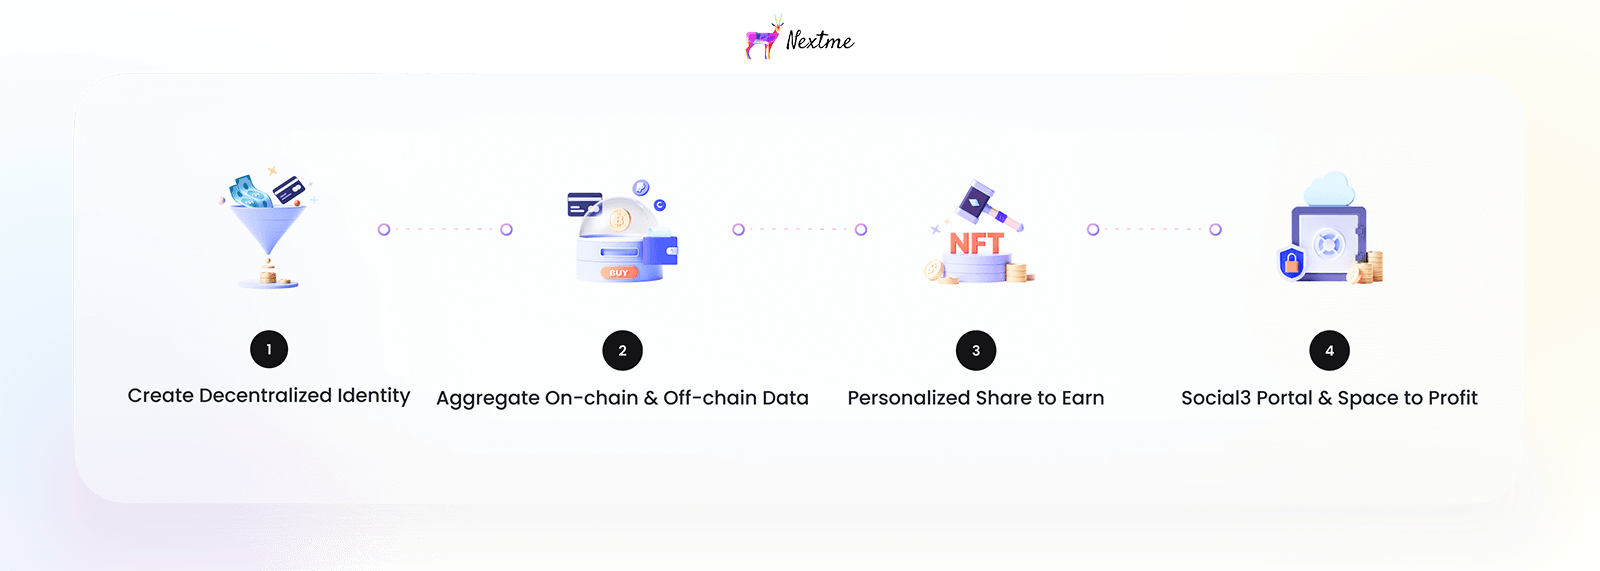 Nextme
BUY
NFT
1
2
3
4
Create Decentralized Identity
Aggregate On-chain & Off-chain Data
Personalized Share to Earn
Social3 Portal & Space to Profit